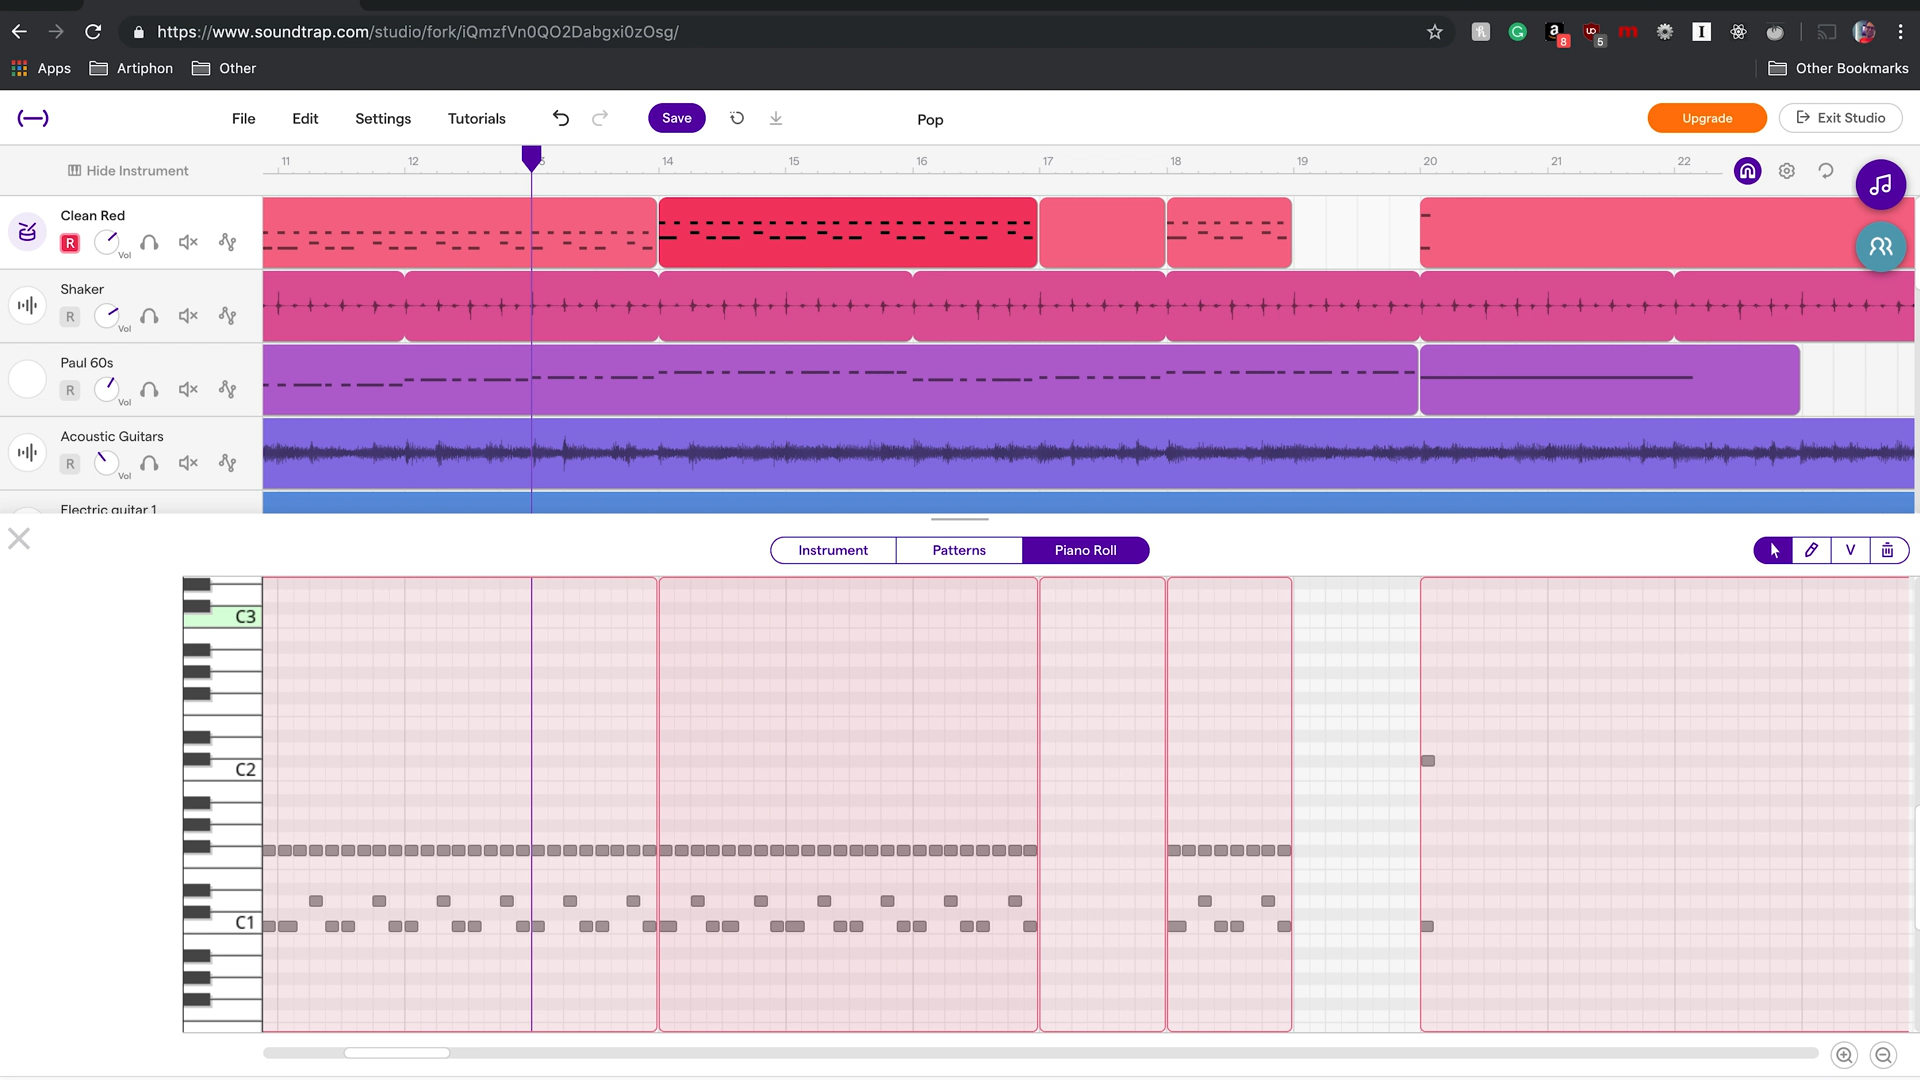 https://www.soundtrap.com/studio/fork/iQmzfVn0QO2Dabgxi0zOsg/
8
5
Apps
Artiphon
Other
Other Bookmarks
File
Edit
Settings
Tutorials
Save
Pop
Upgrade
Exit Studio
Hide Instrument
11
12
14
15
16
17
18
19
20
21
22
Clean Red
R
Vol
Shaker
R
Vol
Paul 60s
R
Vol
Acoustic Guitars
R
Vol
Electric guitar 1
Instrument
Patterns
Piano Roll
V
C3
C2
C1